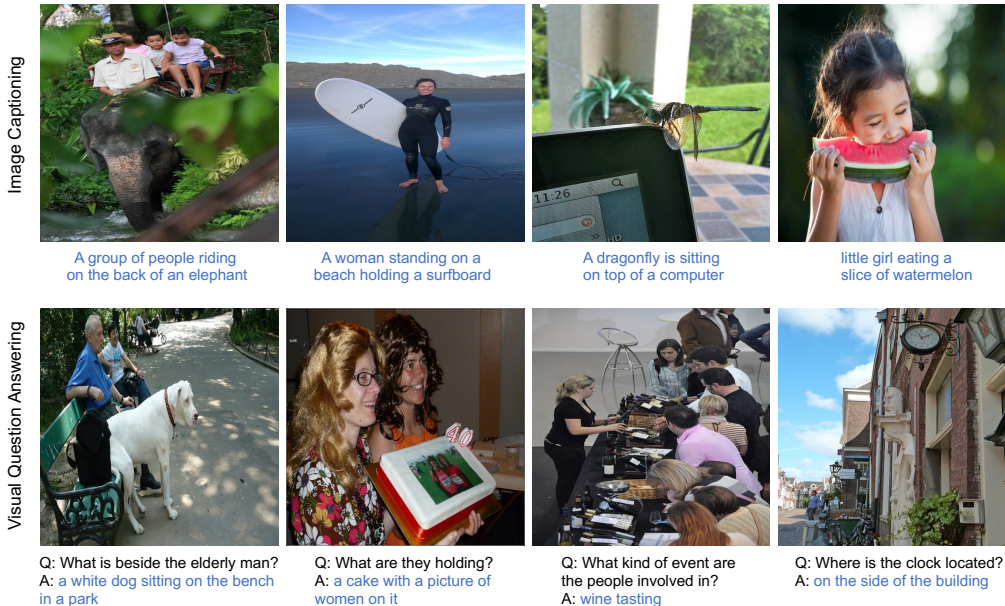 Image Captioning
A group of people riding
on the back of an elephant
A woman standing on a
beach holding a surfboard
11:26
HD
A dragonfly is sitting
on top of a computer
little girl eating a
slice of watermelon
Visual Question Answering
40
Q: What is beside the elderly man?
A: a white dog sitting on the bench
in a park
Q: What are they holding?
A: a cake with a picture of
women on it
Q: What kind of event are
the people involved in?
A: wine tasting
Q: Where is the clock located?
A: on the side of the building